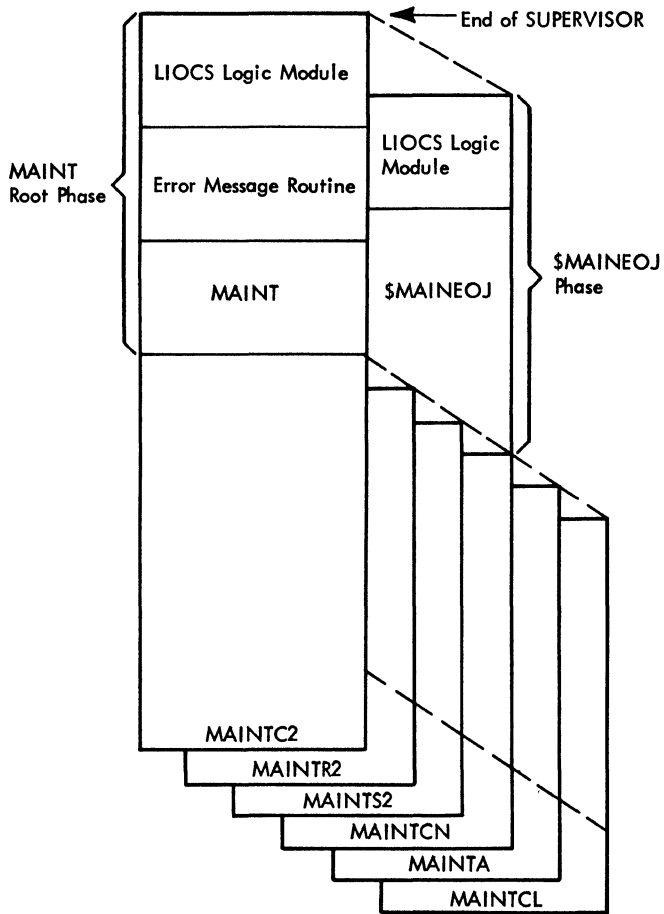 End of SUPERVISOR
LIOCS Logic Module
LIOCS Logic
Module
MAINT
Root Phase
Error Message Routine
$MAINEOJ
Phase
MAINT
$MAINEOJ
MAINTC2
MAINTR2
MAINTS2
MAINTCN
MAINTA
MAINTCL